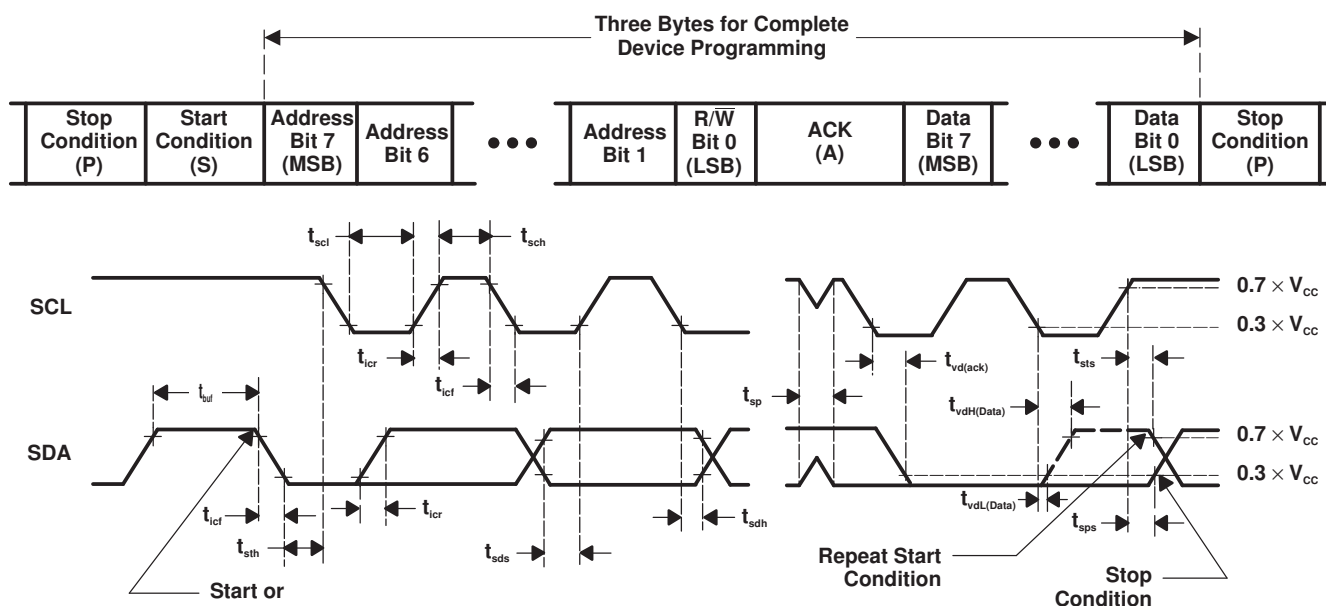 Three Bytes for Complete
Device Programming
Stop
Condition
(P)
Start
Condition
(S)
Address
Bit 7
(MSB)
Address
Bit 6
•••
Address
Bit 1
R/W̅
Bit 0
(LSB)
ACK
(A)
Data
Bit 7
(MSB)
•••
Data
Bit 0
(LSB)
Stop
Condition
(P)
tscl
tsch
SCL
0.7 × VCC
0.3 × VCC
ticr
ticf
tvd(ack)
tsts
tbuf
tsp
tvdH(Data)
SDA
0.7 × VCC
0.3 × VCC
ticf
ticr
tsdh
tvdL(Data)
tsps
tsth
tsds
Repeat Start
Condition
Stop
Condition
Start or